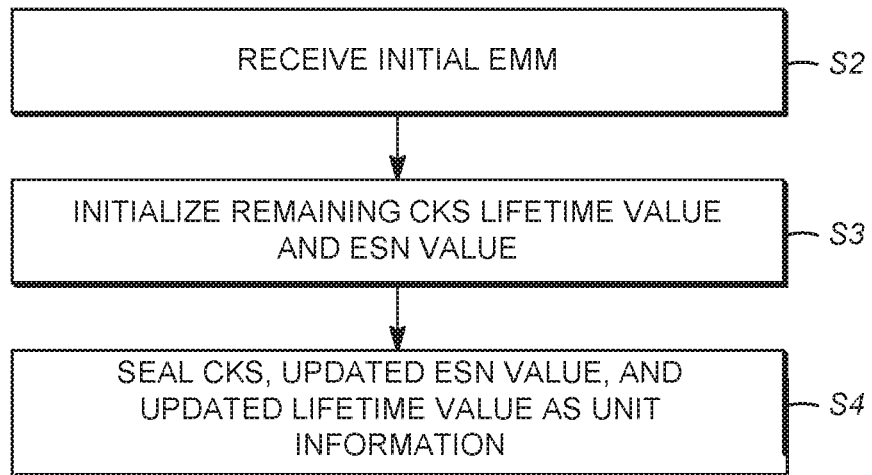 RECEIVE INITIAL EMM
S2
INITIALIZE REMAINING CKS LIFETIME VALUE
AND ESN VALUE
S3
SEAL CKS, UPDATED ESN VALUE, AND
UPDATED LIFETIME VALUE AS UNIT
INFORMATION
S4